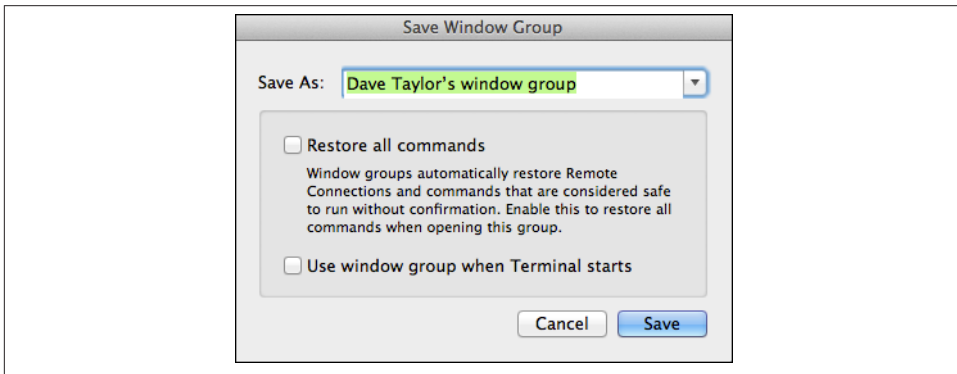 Save Window Group
Save As: Dave Taylor's window group
Restore all commands
Window groups automatically restore Remote
Connections and commands that are considered safe
to run without confirmation. Enable this to restore all
commands when opening this group.
Use window group when Terminal starts
Cancel Save